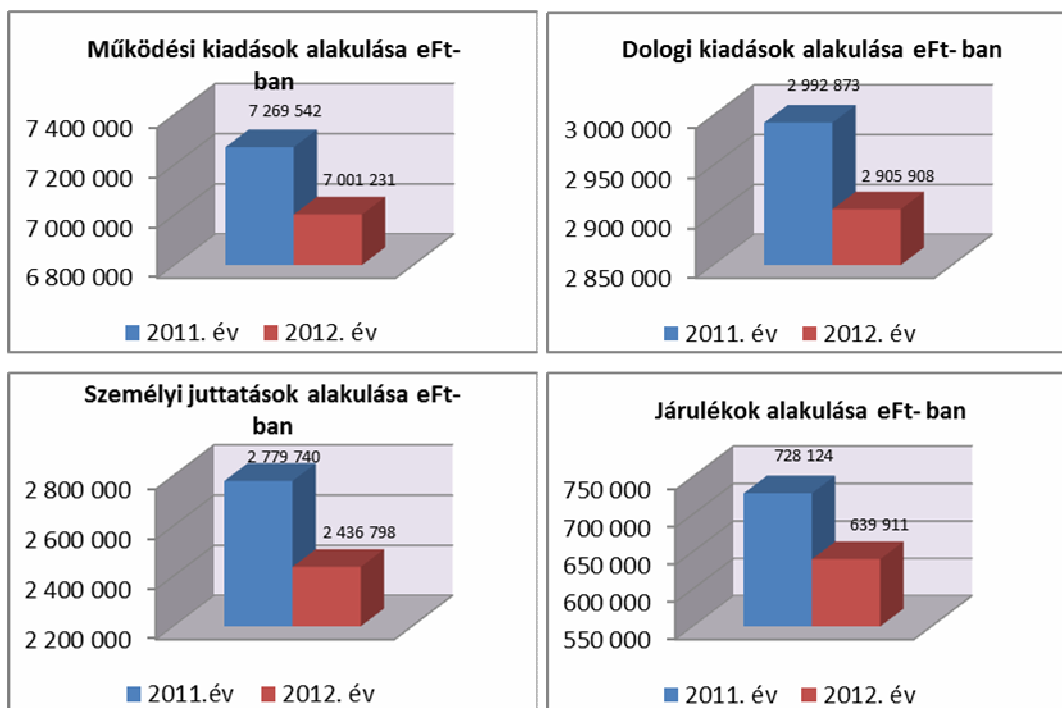 Működési kiadások alakulása eFt-
ban
7 269 542
7 001 231
7 400 000
7 200 000
7 000 000
6 800 000
2011. év 2012. év
Dologi kiadások alakulása eFt- ban
2 992 873
2 905 908
3 000 000
2 950 000
2 900 000
2 850 000
2011. év 2012. év
Személyi juttatások alakulása eFt-
ban
2 779 740
2 436 798
2 800 000
2 600 000
2 400 000
2 200 000
2011.év 2012. év
Járulékok alakulása eFt- ban
728 124
639 911
750 000
700 000
650 000
600 000
550 000
2011. év 2012. év